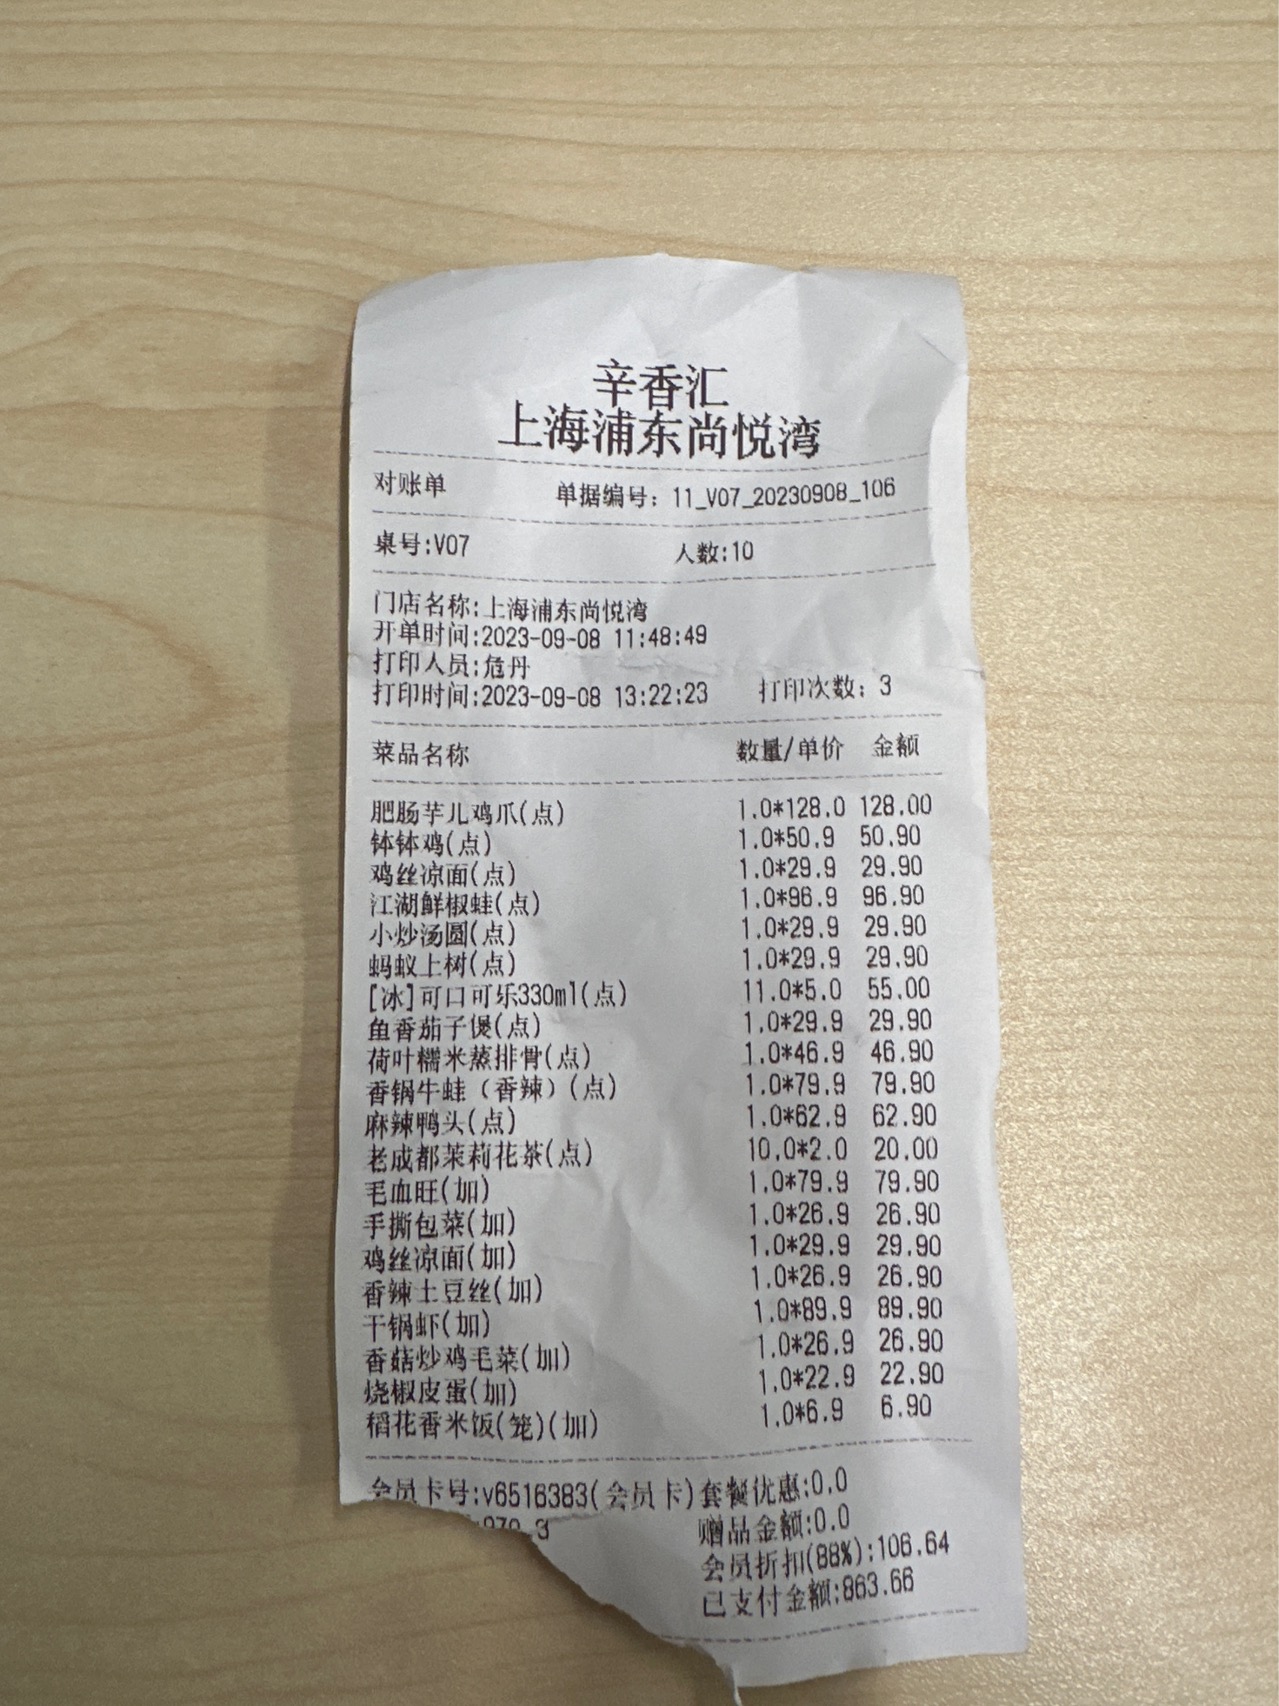 辛香汇
上海浦东尚悦湾
对账单 单据编号：11_V07_20230908_106
桌号:V07 人数:10
门店名称:上海浦东尚悦湾
开单时间:2023-09-08 11:48:49
打印人员:危丹
打印时间:2023-09-08 13:22:23 打印次数：3
菜品名称 数量/单价 金额
肥肠芋儿鸡爪(点) 1.0*128.0 128.00
钵钵鸡(点) 1.0*50.9 50.90
鸡丝凉面(点) 1.0*29.9 29.90
江湖鲜椒蛙(点) 1.0*96.9 96.90
小炒汤圆(点) 1.0*29.9 29.90
蚂蚁上树(点) 1.0*29.9 29.90
[冰]可口可乐330ml(点) 11.0*5.0 55.00
鱼香茄子煲(点) 1.0*29.9 29.90
荷叶糯米蒸排骨(点) 1.0*46.9 46.90
香锅牛蛙（香辣）(点) 1.0*79.9 79.90
麻辣鸭头(点) 1.0*62.9 62.90
老成都茉莉花茶(点) 10.0*2.0 20.00
毛血旺(加) 1.0*79.9 79.90
手撕包菜(加) 1.0*26.9 26.90
鸡丝凉面(加) 1.0*29.9 29.90
香辣土豆丝(加) 1.0*26.9 26.90
干锅虾(加) 1.0*89.9 89.90
香菇炒鸡毛菜(加) 1.0*26.9 26.90
烧椒皮蛋(加) 1.0*22.9 22.90
稻花香米饭(笼)(加) 1.0*6.9 6.90
会员卡号:v6516383(会员卡) 套餐优惠:0.0
赠品金额:0.0
会员折扣(88%):106.64
已支付金额:863.66